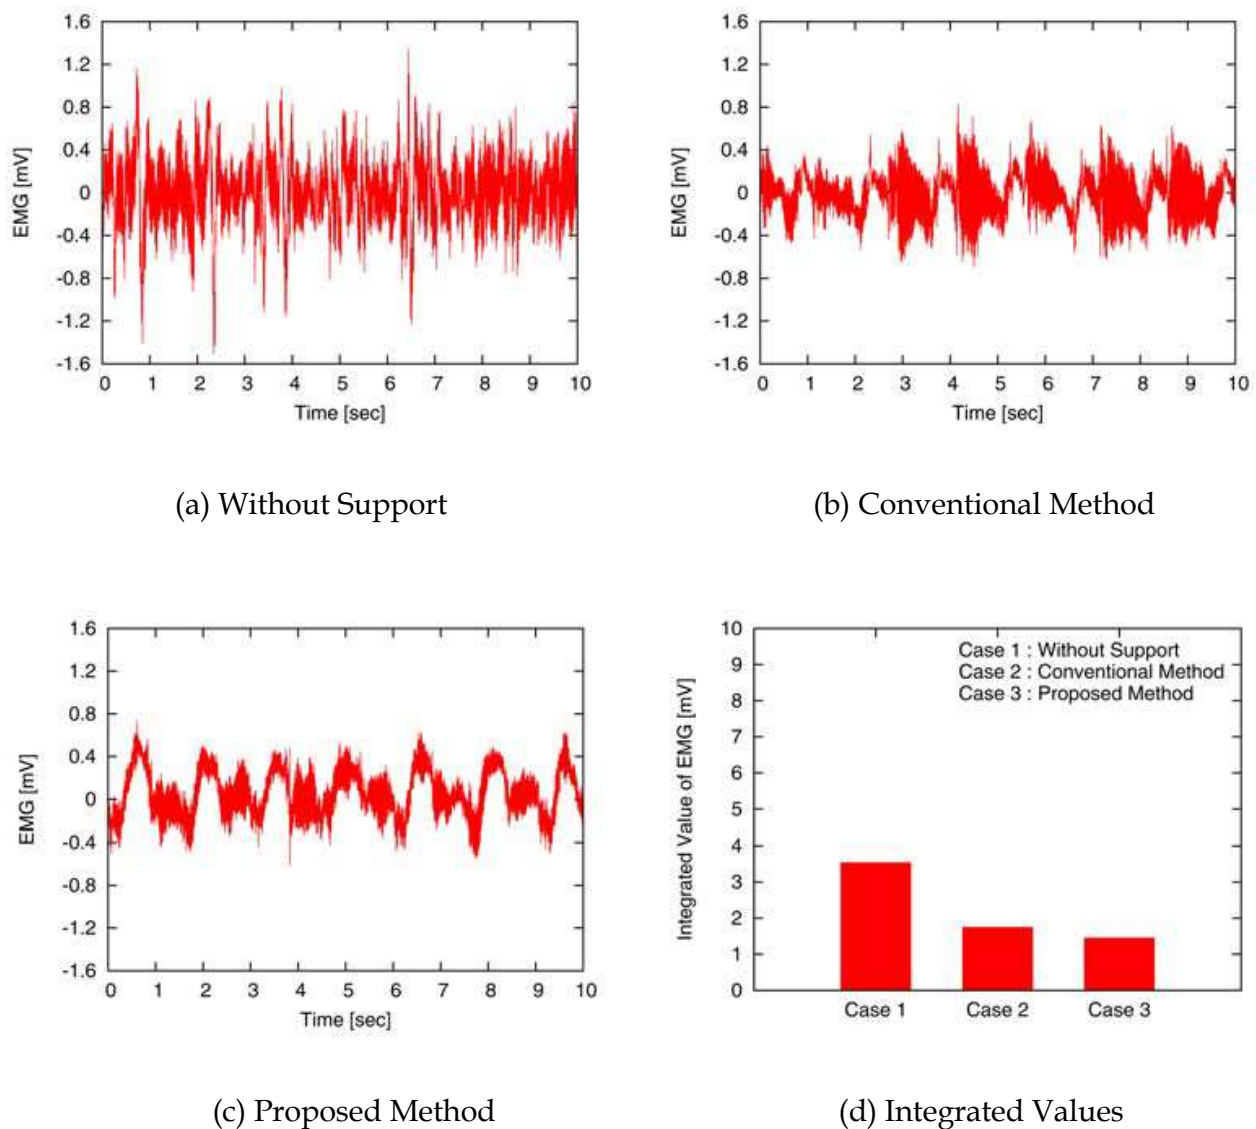 1.6
1.2
0.8
0.4
0
-0.4
-0.8
-1.2
-1.6
EMG [mV]
0 1 2 3 4 5 6 7 8 9 10
Time [sec]
(a) Without Support
1.6
1.2
0.8
0.4
0
-0.4
-0.8
-1.2
-1.6
EMG [mV]
0 1 2 3 4 5 6 7 8 9 10
Time [sec]
(b) Conventional Method
1.6
1.2
0.8
0.4
0
-0.4
-0.8
-1.2
-1.6
EMG [mV]
0 1 2 3 4 5 6 7 8 9 10
Time [sec]
(c) Proposed Method
10
9
8
7
6
5
4
3
2
1
0
Integrated Value of EMG [mV]
Case 1 : Without Support
Case 2 : Conventional Method
Case 3 : Proposed Method
Case 1 Case 2 Case 3
(d) Integrated Values